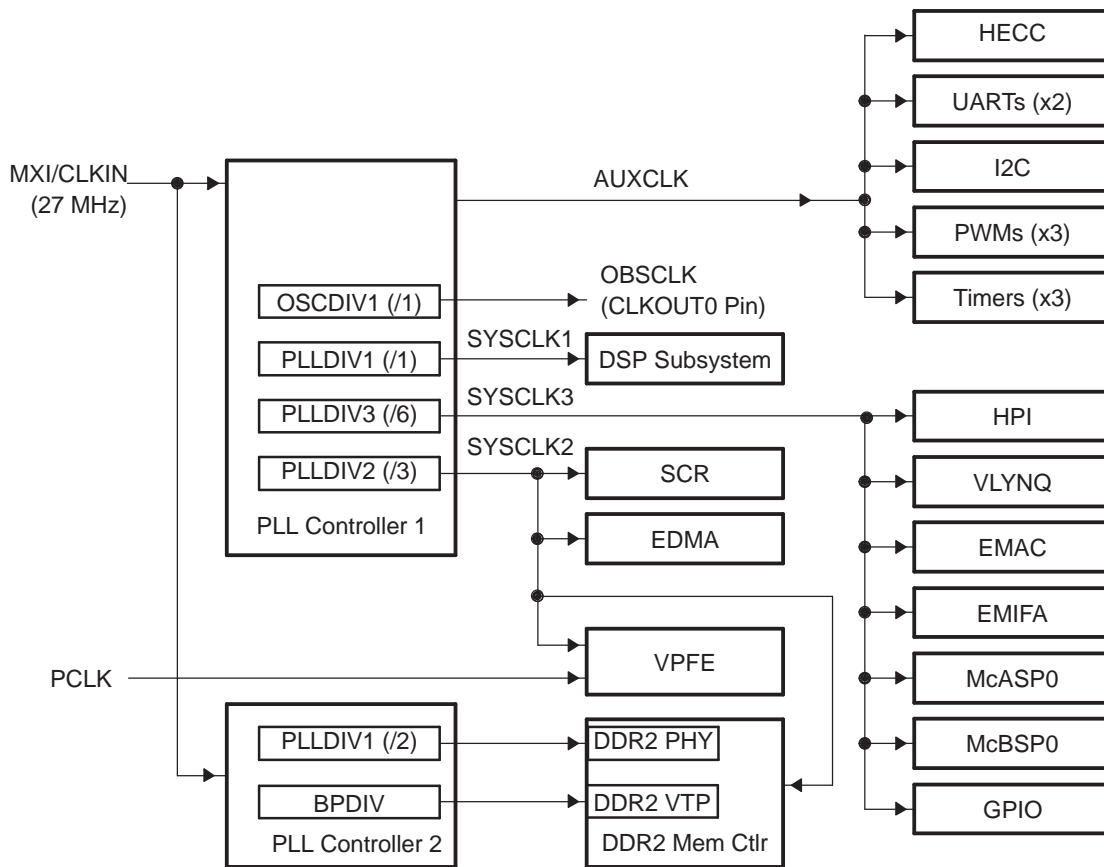 HECC
UARTs (x2)
I2C
PWMs (x3)
Timers (x3)
MXI/CLKIN
(27 MHz)
AUXCLK
OSCDIV1 (/1)
OBSCLK
(CLKOUT0 Pin)
SYSCLK1
PLLDIV1 (/1)
DSP Subsystem
SYSCLK3
PLLDIV3 (/6)
SYSCLK2
PLLDIV2 (/3)
SCR
PLL Controller 1
EDMA
HPI
VLYNQ
EMAC
EMIFA
McASP0
McBSP0
GPIO
VPFE
PCLK
PLLDIV1 (/2)
DDR2 PHY
BPDIV
DDR2 VTP
PLL Controller 2
DDR2 Mem Ctlr